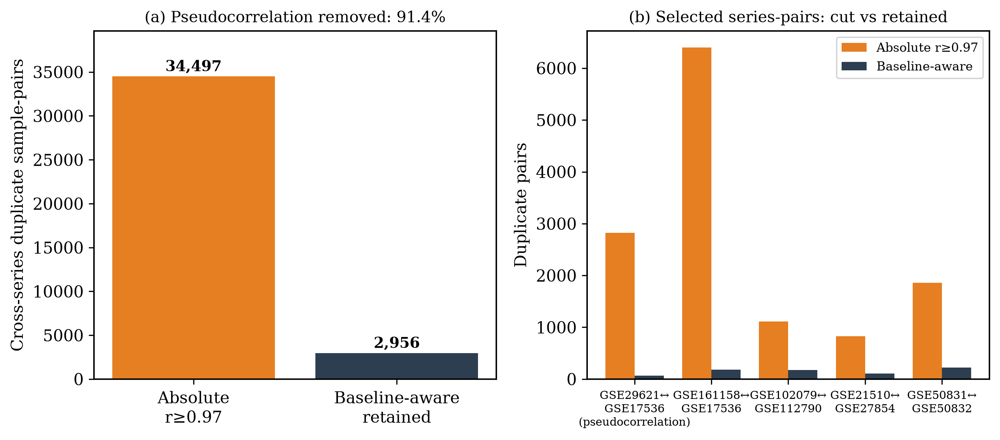 (a) Pseudocorrelation removed: 91.4%
Cross-series duplicate sample-pairs
35000
30000
25000
20000
15000
10000
5000
0
34,497
2,956
Absolute
r≥0.97
Baseline-aware
retained
(b) Selected series-pairs: cut vs retained
Duplicate pairs
6000
5000
4000
3000
2000
1000
0
Absolute r≥0.97
Baseline-aware
GSE29621↔
GSE17536
(pseudocorrelation)
GSE161158↔
GSE17536
GSE102079↔
GSE112790
GSE21510↔
GSE27854
GSE50831↔
GSE50832